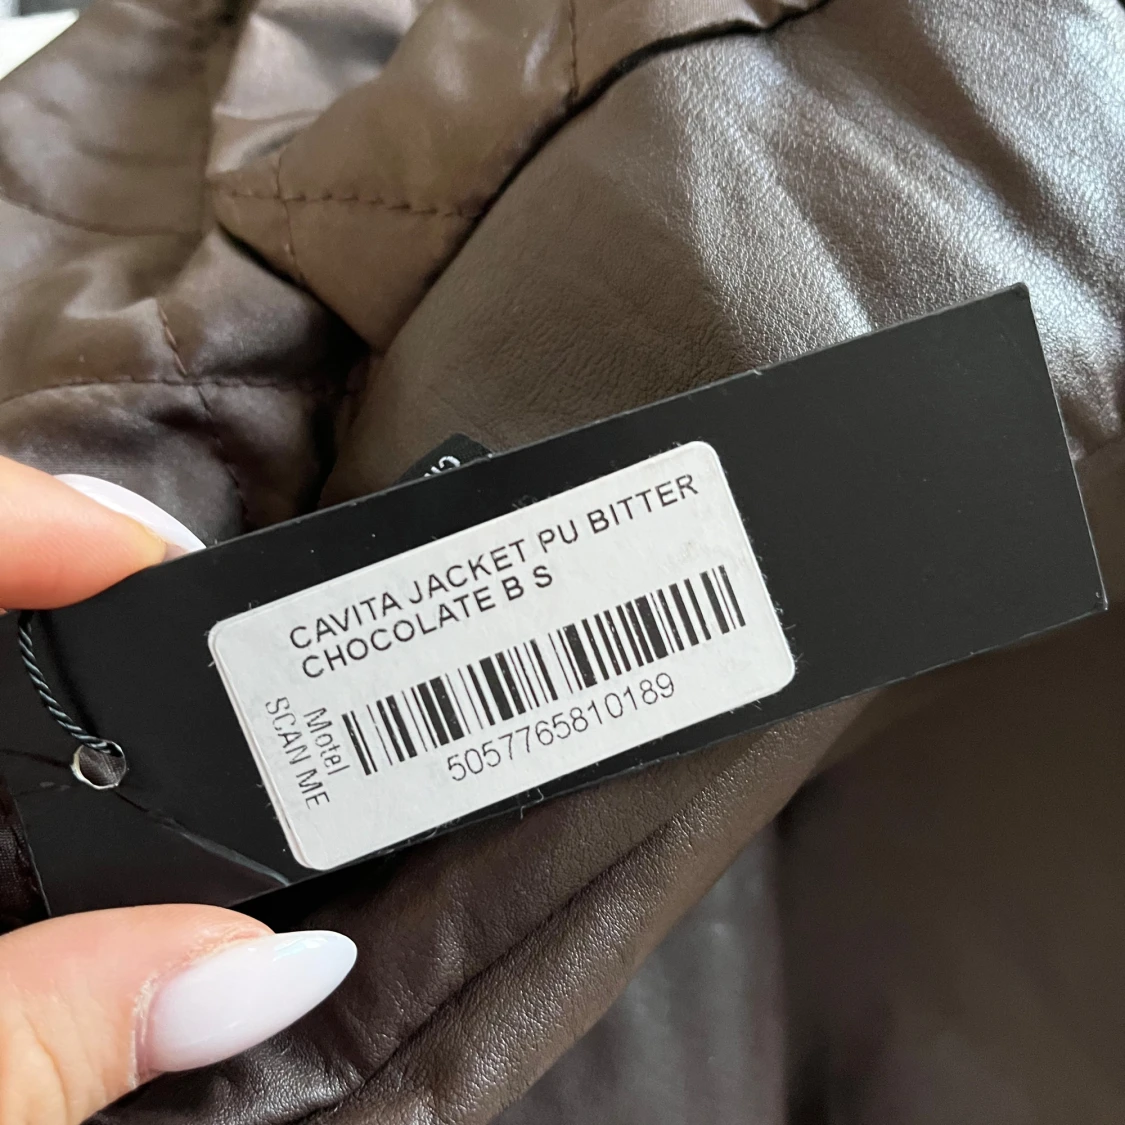 CAVITA JACKET PU BITTER
CHOCOLATE B S
5057765810189
Motel
SCAN ME